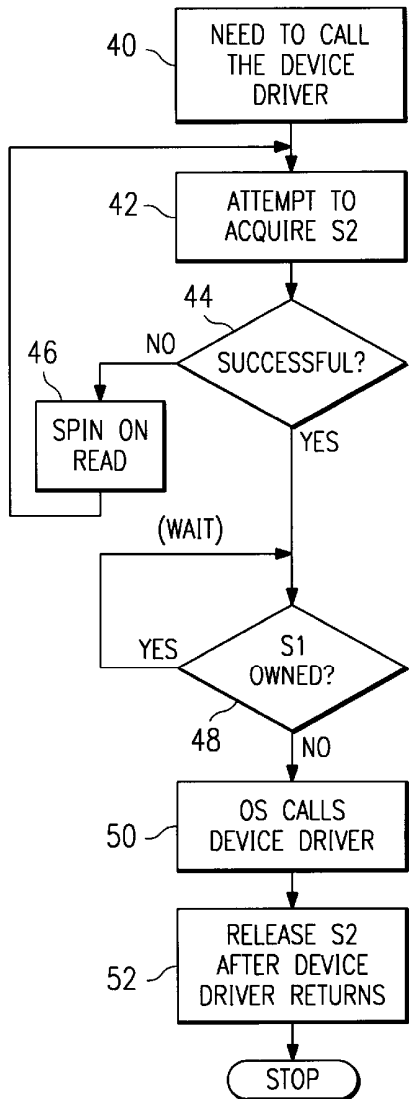 40
NEED TO CALL
THE DEVICE
DRIVER
42
ATTEMPT TO
ACQUIRE S2
44
SUCCESSFUL?
NO
YES
46
SPIN ON
READ
(WAIT)
S1
OWNED?
YES
48
NO
50
OS CALLS
DEVICE DRIVER
52
RELEASE S2
AFTER DEVICE
DRIVER RETURNS
STOP